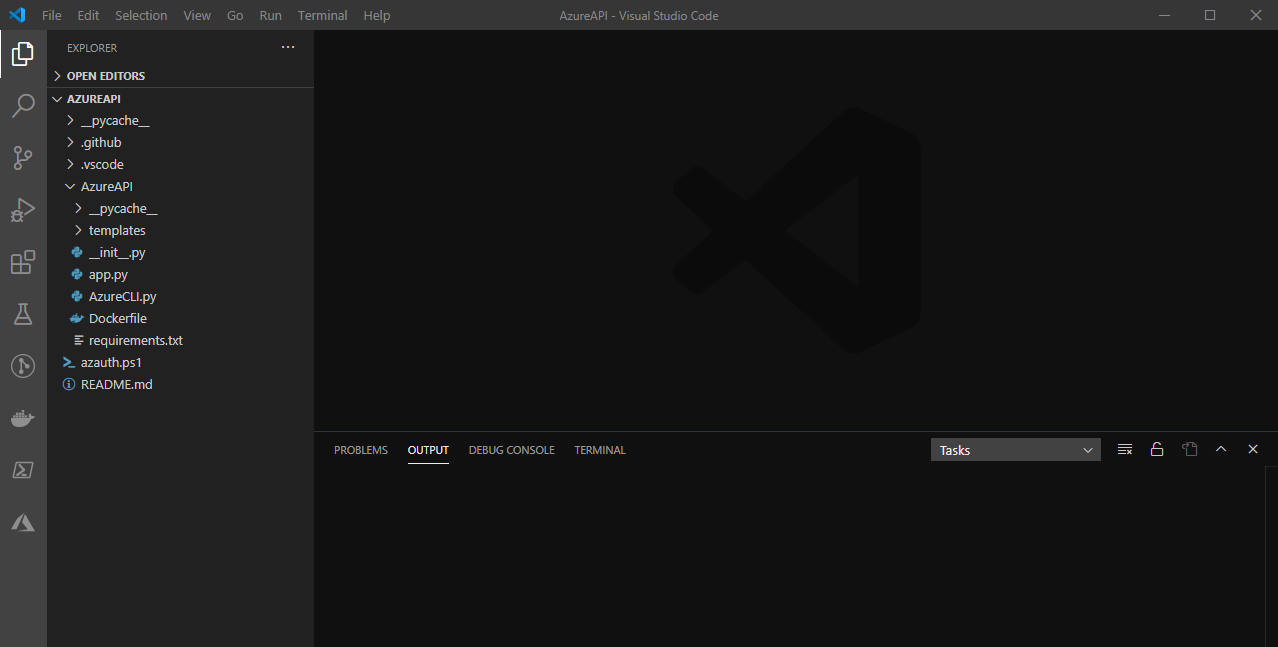 File Edit Selection View Go Run Terminal Help AzureAPI - Visual Studio Code
EXPLORER ...
OPEN EDITORS
AZUREAPI
__pycache__
.github
.vscode
AzureAPI
__pycache__
templates
__init__.py
app.py
AzureCLI.py
Dockerfile
requirements.txt
azauth.ps1
README.md
PROBLEMS OUTPUT DEBUG CONSOLE TERMINAL Tasks